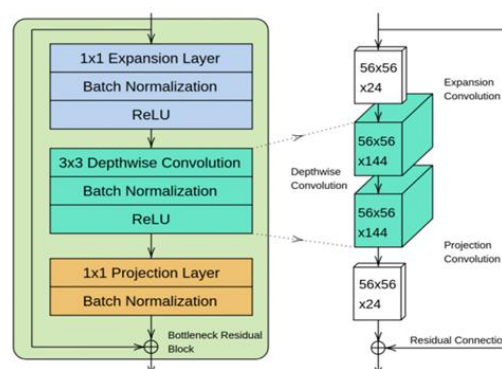 1x1 Expansion Layer
Batch Normalization
ReLU
3x3 Depthwise Convolution
Batch Normalization
ReLU
1x1 Projection Layer
Batch Normalization
Bottleneck Residual
Block
56x56
x24
Expansion
Convolution
56x56
x144
Depthwise
Convolution
56x56
x144
Projection
Convolution
56x56
x24
Residual Connection